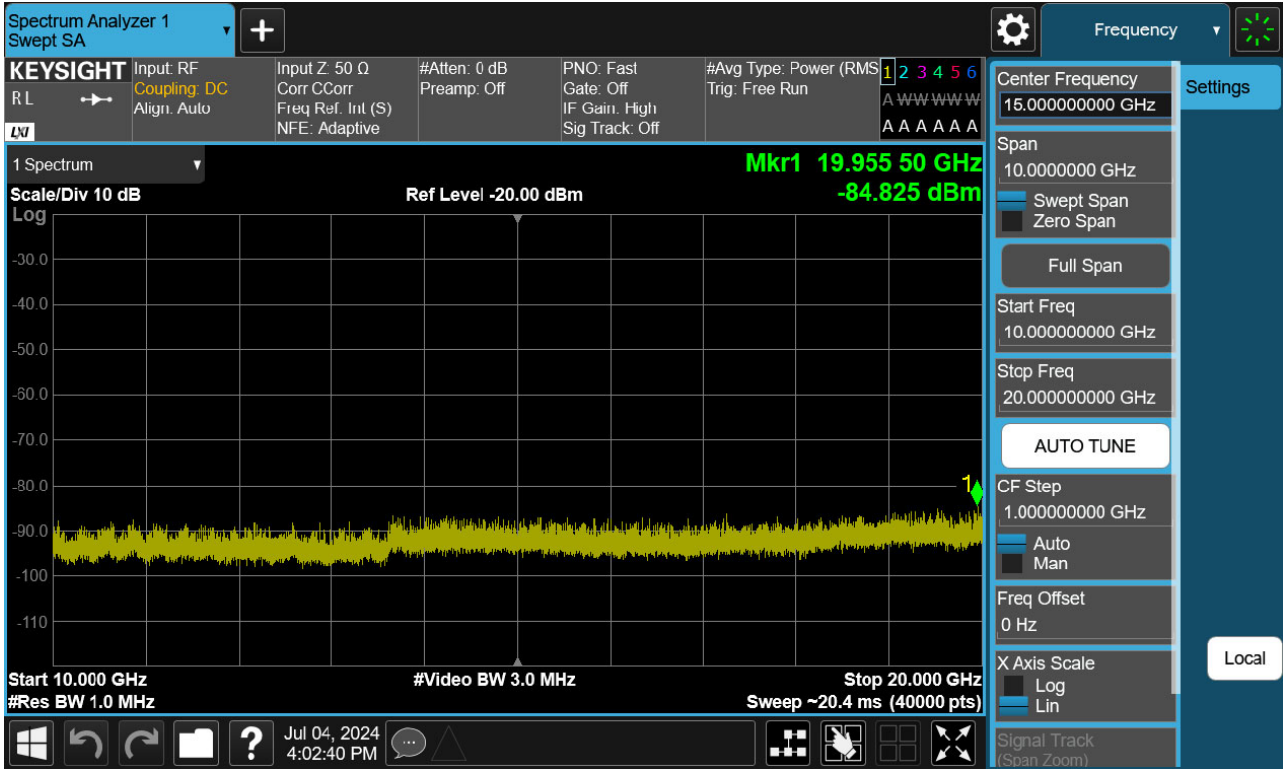 Spectrum Analyzer 1
Swept SA
Frequency
KEYSIGHT
R L
LXI
Input: RF
Coupling: DC
Align: Auto
Input Z: 50 Ω
Corr CCorr
Freq Ref: Int (S)
NFE: Adaptive
#Atten: 0 dB
Preamp: Off
PNO: Fast
Gate: Off
IF Gain: High
Sig Track: Off
#Avg Type: Power (RMS
Trig: Free Run
1 2 3 4 5 6
A W W W W W
A A A A A A
1 Spectrum
Scale/Div 10 dB
Ref Level -20.00 dBm
Mkr1 19.955 50 GHz
-84.825 dBm
Log
-30.0
-40.0
-50.0
-60.0
-70.0
-80.0
-90.0
-100
-110
1
Start 10.000 GHz
#Video BW 3.0 MHz
Stop 20.000 GHz
#Res BW 1.0 MHz
Sweep ~20.4 ms (40000 pts)
Jul 04, 2024
4:02:40 PM
Center Frequency
15.000000000 GHz
Settings
Span
10.0000000 GHz
Swept Span
Zero Span
Full Span
Start Freq
10.000000000 GHz
Stop Freq
20.000000000 GHz
AUTO TUNE
CF Step
1.000000000 GHz
Auto
Man
Freq Offset
0 Hz
X Axis Scale
Log
Lin
Local
Signal Track
(Span Zoom)